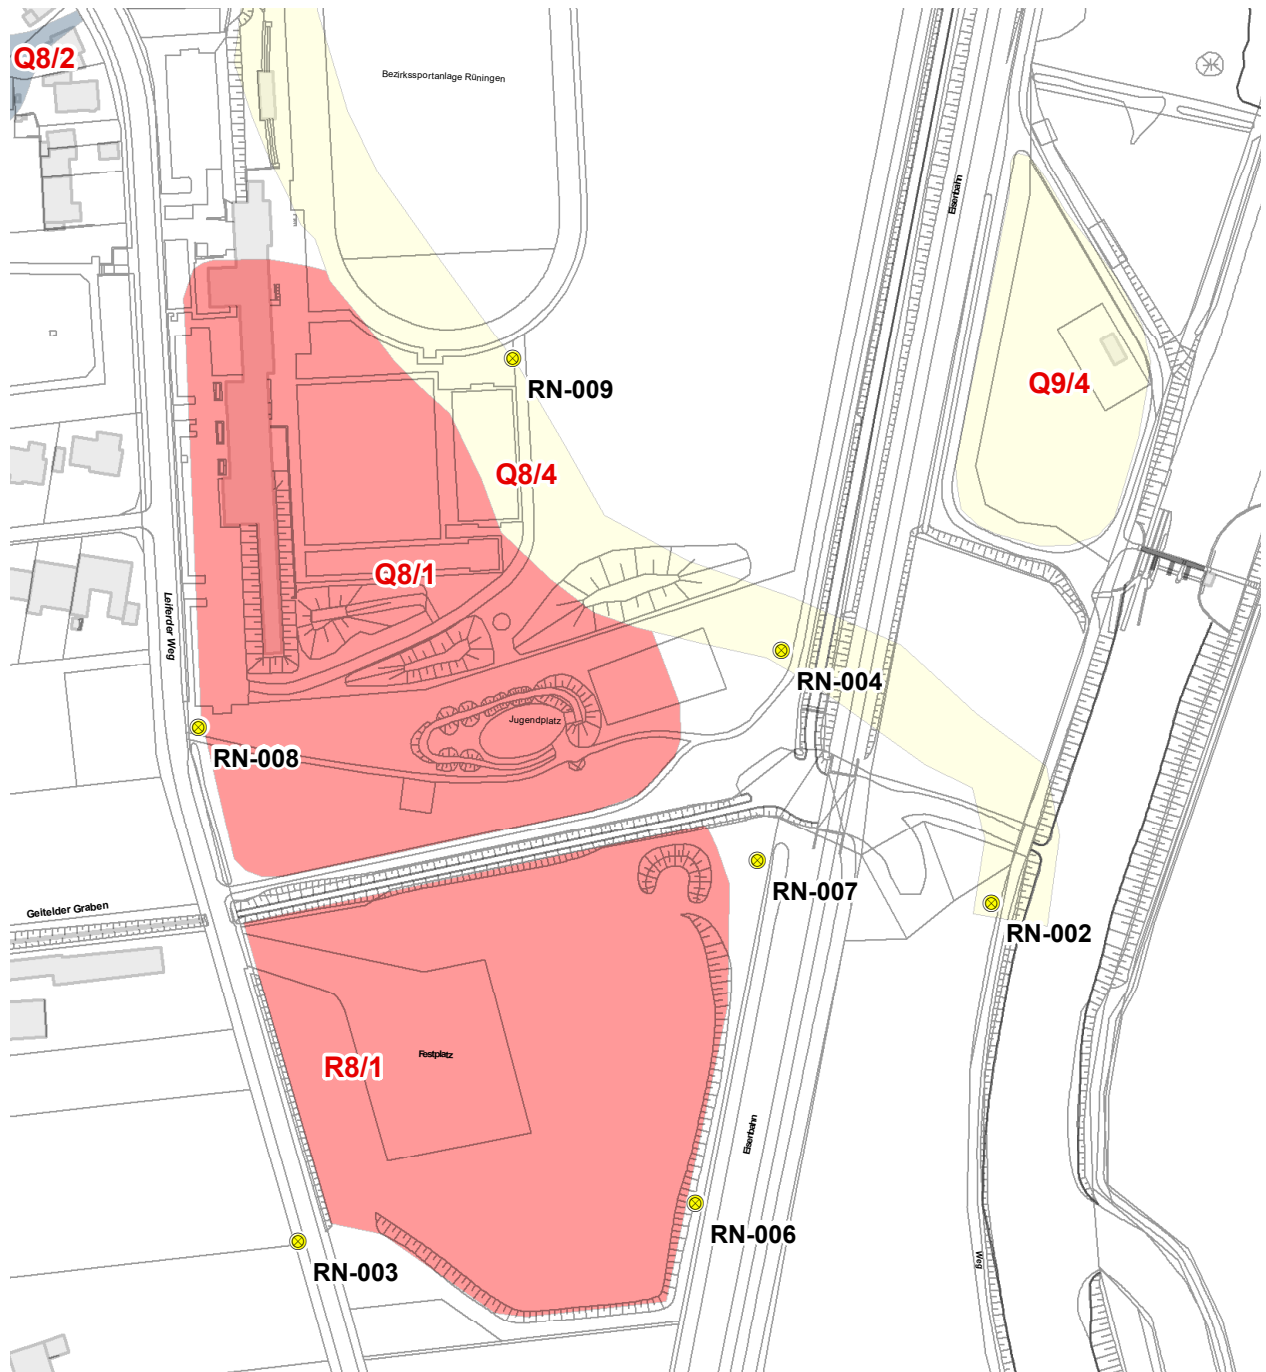 Q8/2
Bezirkssportanlage Rüningen
Eisenbahn
RN-009
Q9/4
Q8/4
Q8/1
Leiferder Weg
RN-004
Jugendplatz
RN-008
RN-007
Geitelder Graben
RN-002
Festplatz
R8/1
Eisenbahn
RN-006
Weg
RN-003